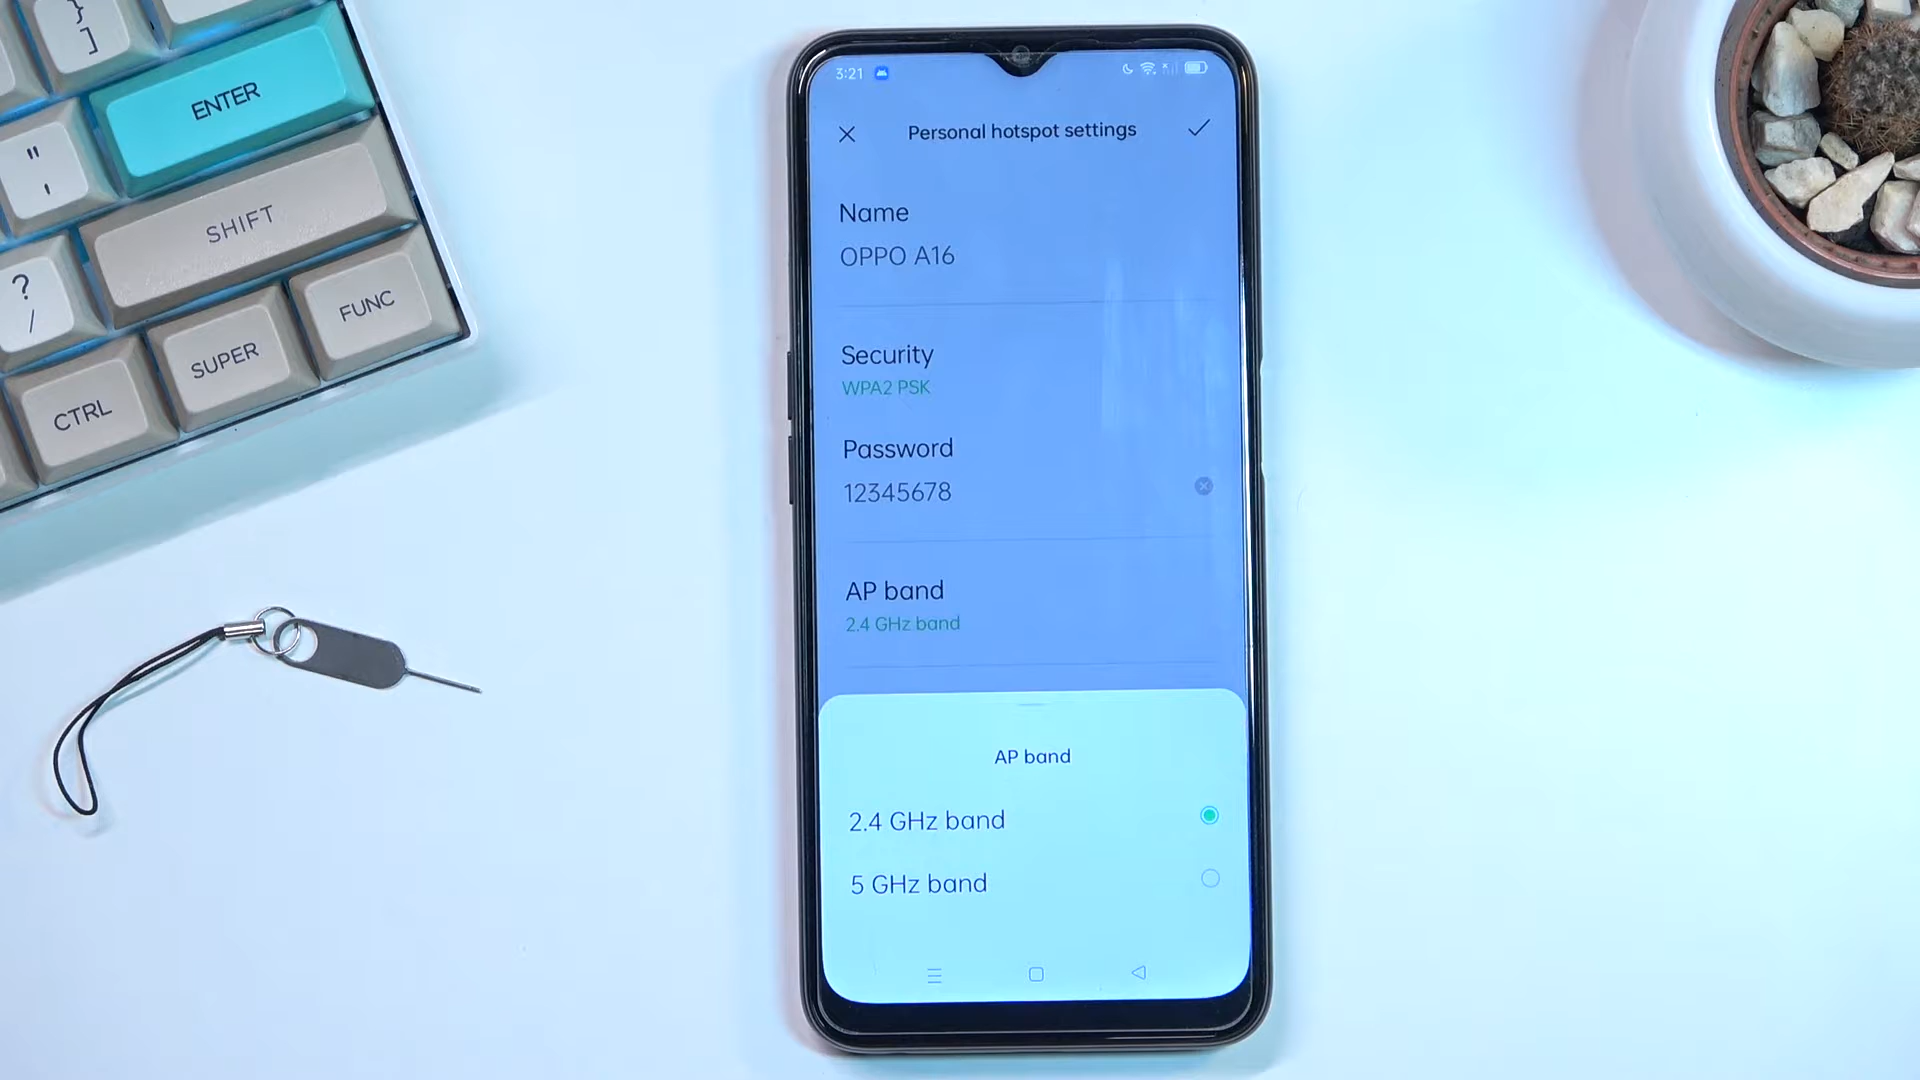 }
]
ENTER
"
'
SHIFT
?
/
FUNC
SUPER
CTRL
3:21
Personal hotspot settings
Name
OPPO A16
Security
WPA2 PSK
Password
12345678
AP band
2.4 GHz band
AP band
2.4 GHz band
5 GHz band